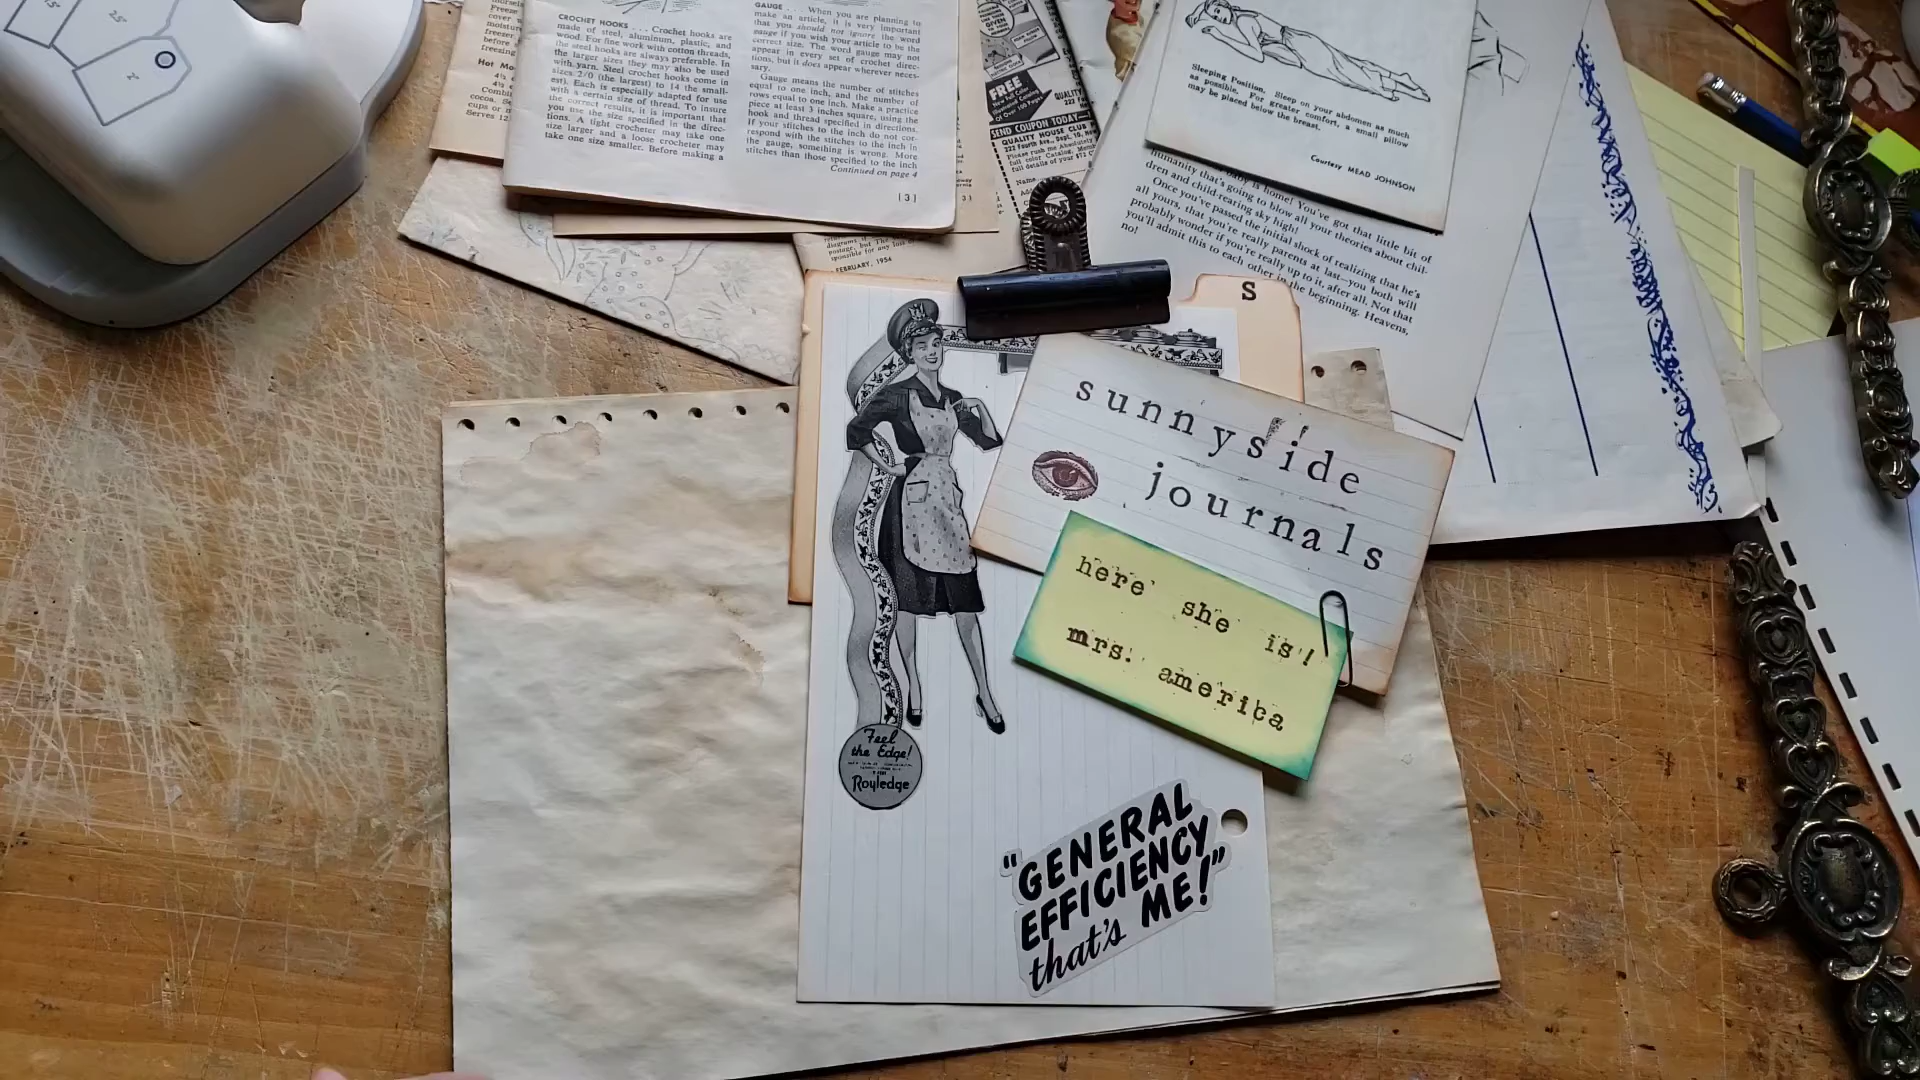 CROCHET HOOKS . . . Crochet hooks are
made of steel, aluminum, plastic, and
wood. For fine work with cotton threads,
the steel hooks are always preferable. In
the larger sizes they may also be used
with yarn. Steel crochet hooks come in
sizes 2/0 (the largest) to 14 (the small-
est). Each is especially adapted for use
with a certain size of thread. To insure
the correct results, it is important that
you use the size specified in the direc-
tions. A tight crocheter may take one
size larger and a loose crocheter may
take one size smaller. Before making a
GAUGE . . . When you are planning to
make an article, it is very important
that you should not ignore the word
gauge if you wish your article to be the
correct size. The word gauge may not
appear in every set of crochet direc-
tions, but it does appear wherever neces-
sary.
Gauge means the number of stitches
equal to one inch, and the number of
rows equal to one inch. Make a practice
piece at least 3 inches square, using the
hook and thread specified in directions.
If your stitches to the inch do not cor-
respond with the stitches to the inch in
the gauge, something is wrong. More
stitches than those specified to the inch
Continued on page 4
[3]
FREE
SEND COUPON TODAY
QUALITY HOUSE CLUB
FEBRUARY, 1954
Sleeping Position. Sleep on your abdomen as much
as possible. For greater comfort, a small pillow
may be placed below the breast.
Courtesy MEAD JOHNSON
humanity that's going to blow all your theories about chil-
dren and child-rearing sky high!
Once you've passed the initial shock of realizing that he's
all yours, that you're really parents at last—you both will
probably wonder if you're really up to it, after all. Not that
you'll admit this to each other in the beginning. Heavens,
no!
S
sunnyside
journals
here she is!
mrs. america
Feel
the Edge!
Royledge
"GENERAL
EFFICIENCY
that's ME!"